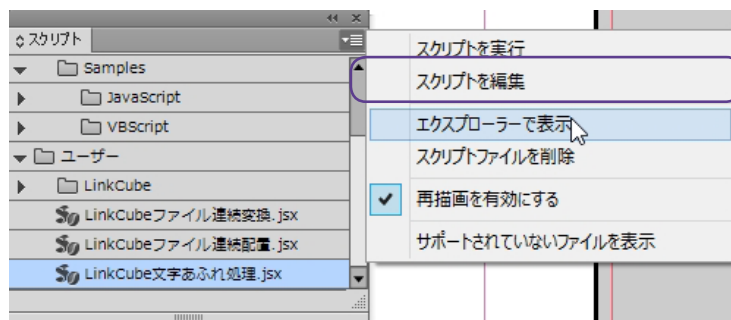 スクリプト
Samples
JavaScript
VBScript
ユーザー
LinkCube
LinkCubeファイル連続変換.jsx
LinkCubeファイル連続配置.jsx
LinkCube文字あふれ処理.jsx
スクリプトを実行
スクリプトを編集
エクスプローラーで表示
スクリプトファイルを削除
再描画を有効にする
サポートされていないファイルを表示